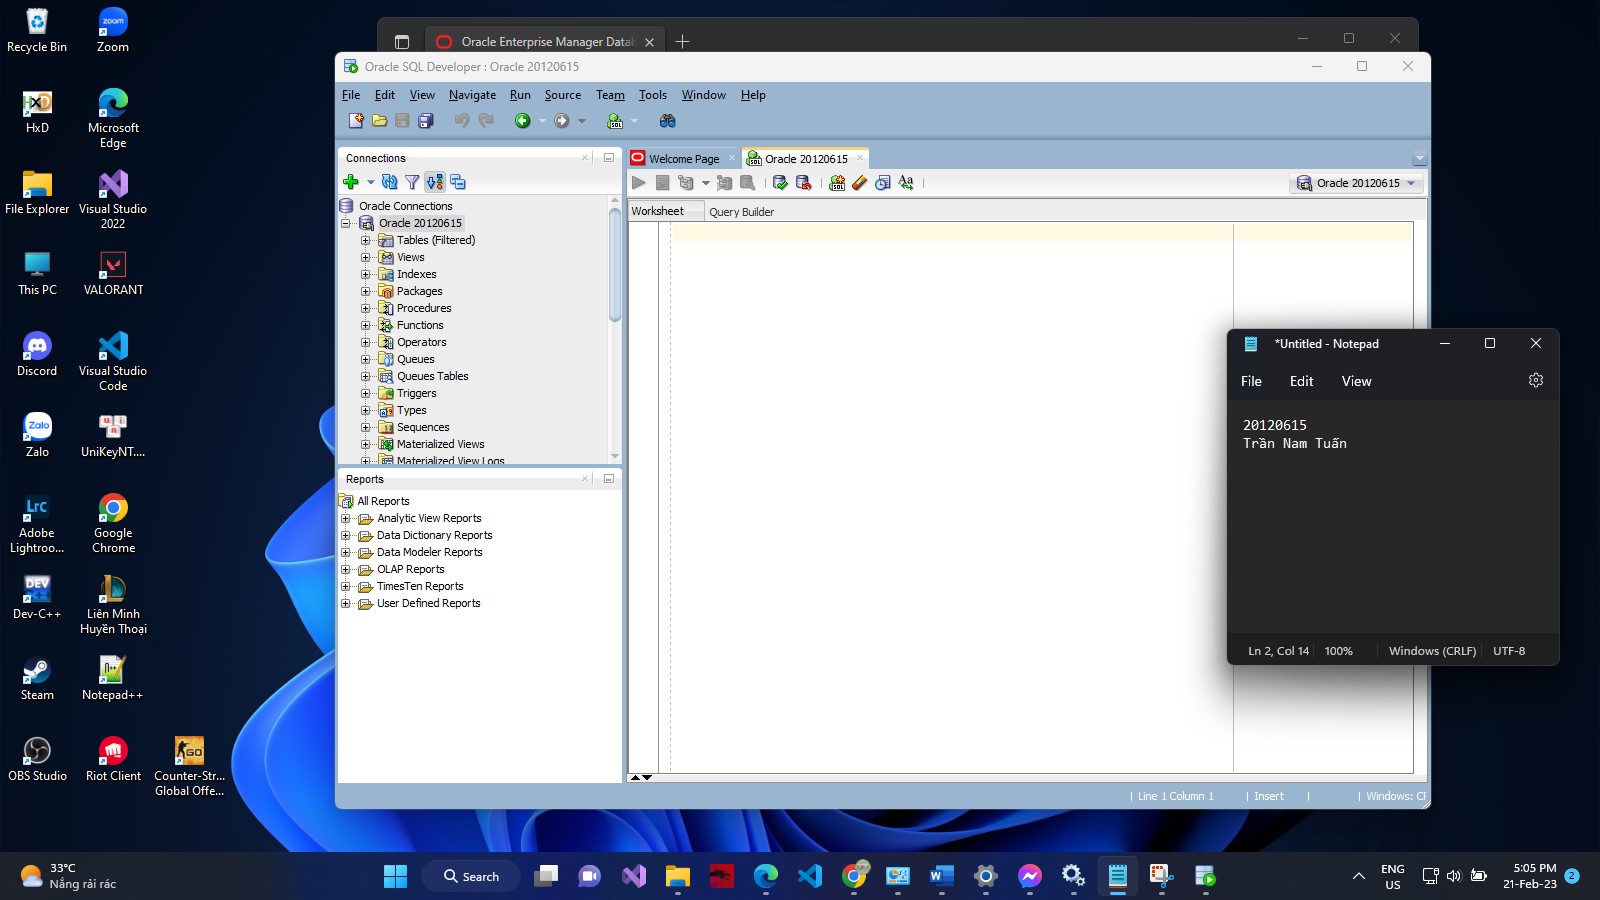 Recycle Bin
Zoom
HxD
Microsoft
Edge
File Explorer
Visual Studio
2022
This PC
VALORANT
Discord
Visual Studio
Code
Zalo
UniKeyNT....
Adobe
Lightroo...
Google
Chrome
Dev-C++
Liên Minh
Huyền Thoại
Steam
Notepad++
OBS Studio
Riot Client
Counter-Str...
Global Offe...
Oracle Enterprise Manager Datab
Oracle SQL Developer : Oracle 20120615
File Edit View Navigate Run Source Team Tools Window Help
Connections
Oracle Connections
Oracle 20120615
Tables (Filtered)
Views
Indexes
Packages
Procedures
Functions
Operators
Queues
Queues Tables
Triggers
Types
Sequences
Materialized Views
Materialized View Logs
Reports
All Reports
Analytic View Reports
Data Dictionary Reports
Data Modeler Reports
OLAP Reports
TimesTen Reports
User Defined Reports
Welcome Page
Oracle 20120615
Oracle 20120615
Worksheet Query Builder
Line 1 Column 1 Insert Windows: CF
*Untitled - Notepad
File Edit View
20120615
Trần Nam Tuấn
Ln 2, Col 14 100% Windows (CRLF) UTF-8
33°C
Nắng rải rác
Search
ENG
US
5:05 PM
21-Feb-23
2